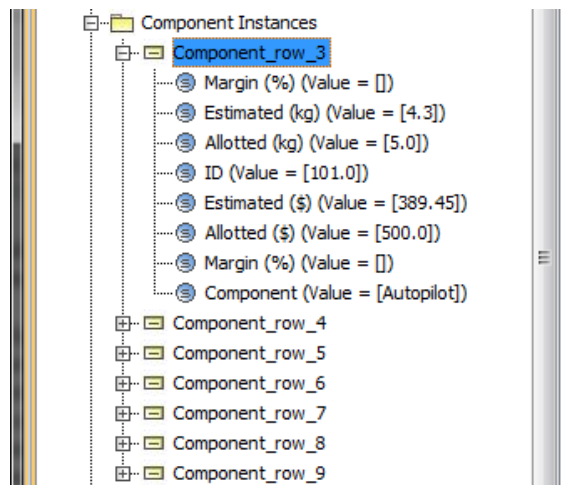 Component Instances
Component_row_3
Margin (%) (Value = [])
Estimated (kg) (Value = [4.3])
Allotted (kg) (Value = [5.0])
ID (Value = [101.0])
Estimated ($) (Value = [389.45])
Allotted ($) (Value = [500.0])
Margin (%) (Value = [])
Component (Value = [Autopilot])
Component_row_4
Component_row_5
Component_row_6
Component_row_7
Component_row_8
Component_row_9